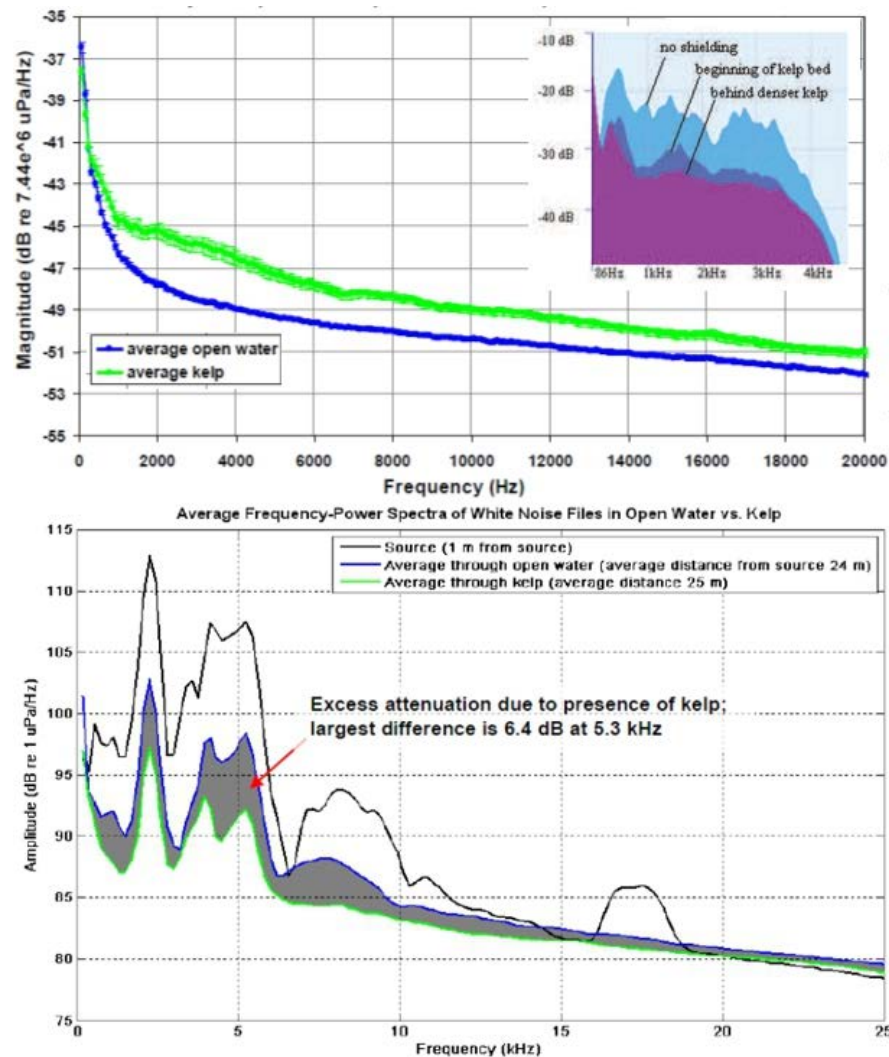 -35
-37
-39
-41
-43
-45
-47
-49
-51
-53
-55
Magnitude (dB re 7.44e^6 uPa/Hz)
average open water
average kelp
0 2000 4000 6000 8000 10000 12000 14000 16000 18000 20000
Frequency (Hz)
-10 dB
-20 dB
-30 dB
-40 dB
no shielding
beginning of kelp bed
behind denser kelp
86Hz 1kHz 2kHz 3kHz 4kHz
Average Frequency-Power Spectra of White Noise Files in Open Water vs. Kelp
115
110
105
100
95
90
85
80
75
Amplitude (dB re 1 uPa/Hz)
Source (1 m from source)
Average through open water (average distance from source 24 m)
Average through kelp (average distance 25 m)
Excess attenuation due to presence of kelp;
largest difference is 6.4 dB at 5.3 kHz
0 5 10 15 20 25
Frequency (kHz)